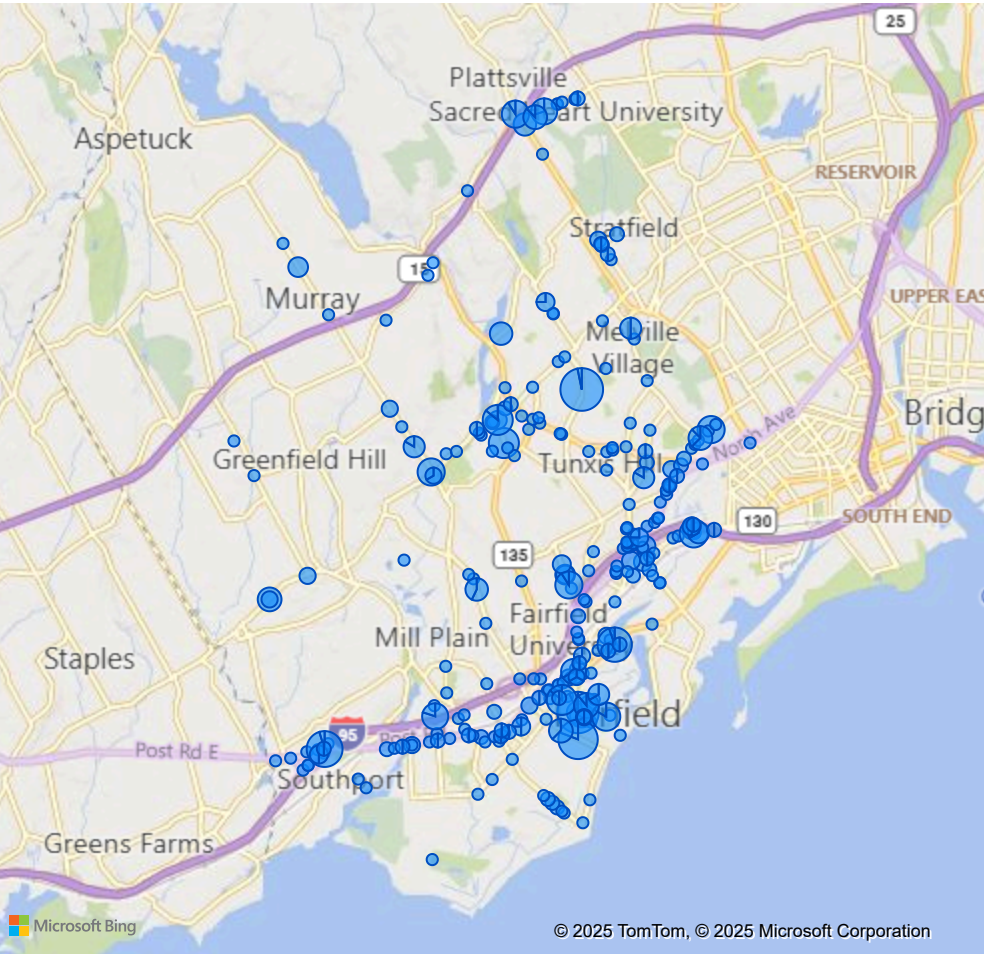 25
Plattsville
Sacred Heart University
Aspetuck
RESERVOIR
Stratfield
15
UPPER EAS
Murray
Melville
Village
Bridg
North Ave
Greenfield Hill
Tunxis Hill
SOUTH END
130
135
Fairfield
University
Mill Plain
Staples
field
95
Post Rd E
Post
Southport
Greens Farms
Microsoft Bing
© 2025 TomTom, © 2025 Microsoft Corporation